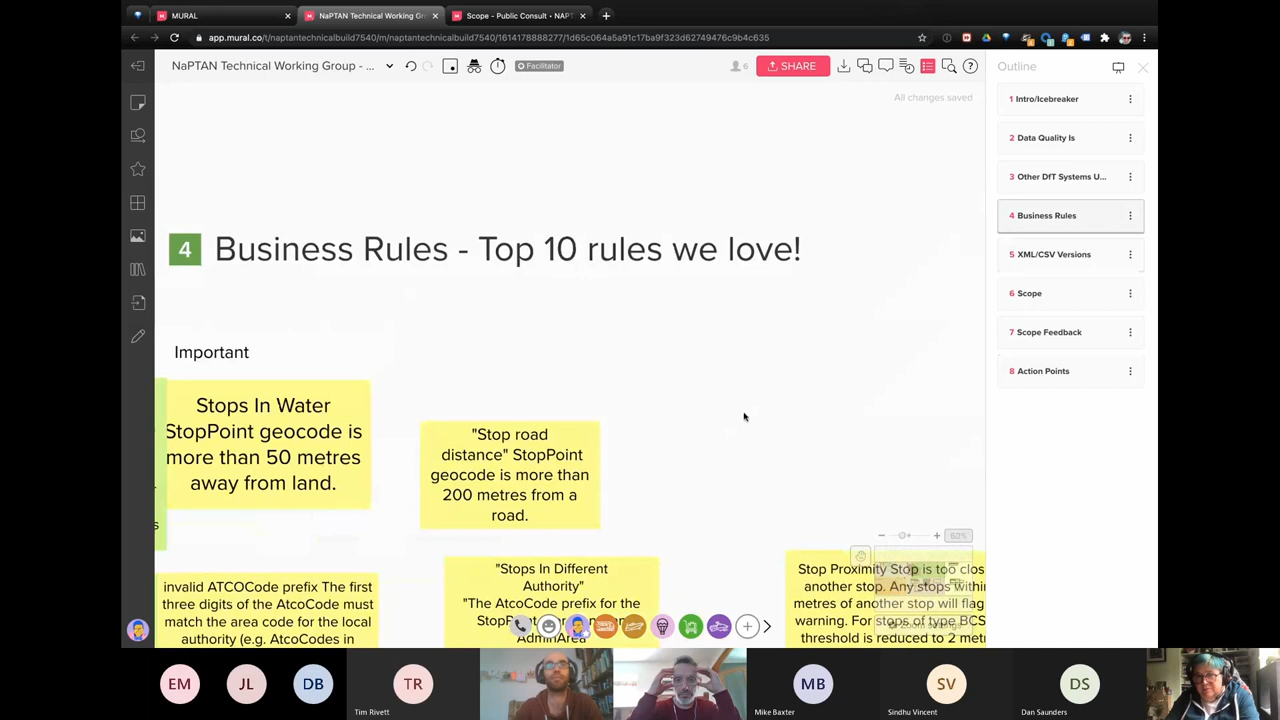 MURAL
NaPTAN Technical Working Gr
Scope - Public Consult • NAPT
app.mural.co/t/naptantechnicalbuild7540/m/naptantechnicalbuild7540/1614178888277/1d65c064a5a91c17ba9f323d62749476c9b4c635
NaPTAN Technical Working Group - ...
Facilitator
6
SHARE
All changes saved
Outline
1 Intro/Icebreaker
2 Data Quality Is
3 Other DfT Systems U...
4 Business Rules
5 XML/CSV Versions
6 Scope
7 Scope Feedback
8 Action Points
4 Business Rules - Top 10 rules we love!
Important
Stops In Water
StopPoint geocode is
more than 50 metres
away from land.
"Stop road
distance" StopPoint
geocode is more than
200 metres from a
road.
s
invalid ATCOCode prefix The first
three digits of the AtcoCode must
match the area code for the local
authority (e.g. AtcoCodes in
"Stops In Different
Authority"
"The AtcoCode prefix for the
AdminArea
Stop Proximity Stop is too clos
another stop. Any stops within
metres of another stop will flag
warning. For stops of type BCS
threshold is reduced to 2 metr
EM
JL
DB
TR
Tim Rivett
MB
Mike Baxter
SV
Sindhu Vincent
DS
Dan Saunders